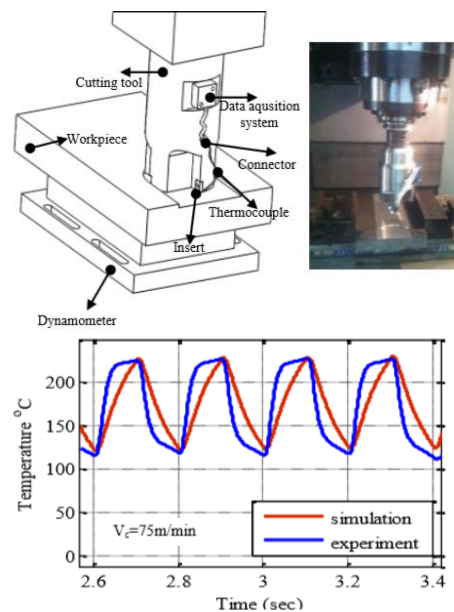 Cutting tool
Data aqusition
system
Workpiece
Connector
Thermocouple
Insert
Dynamometer
Temperature °C
200
150
100
50
0
Vc=75m/min
simulation
experiment
2.6 2.8 3 3.2 3.4
Time (sec)